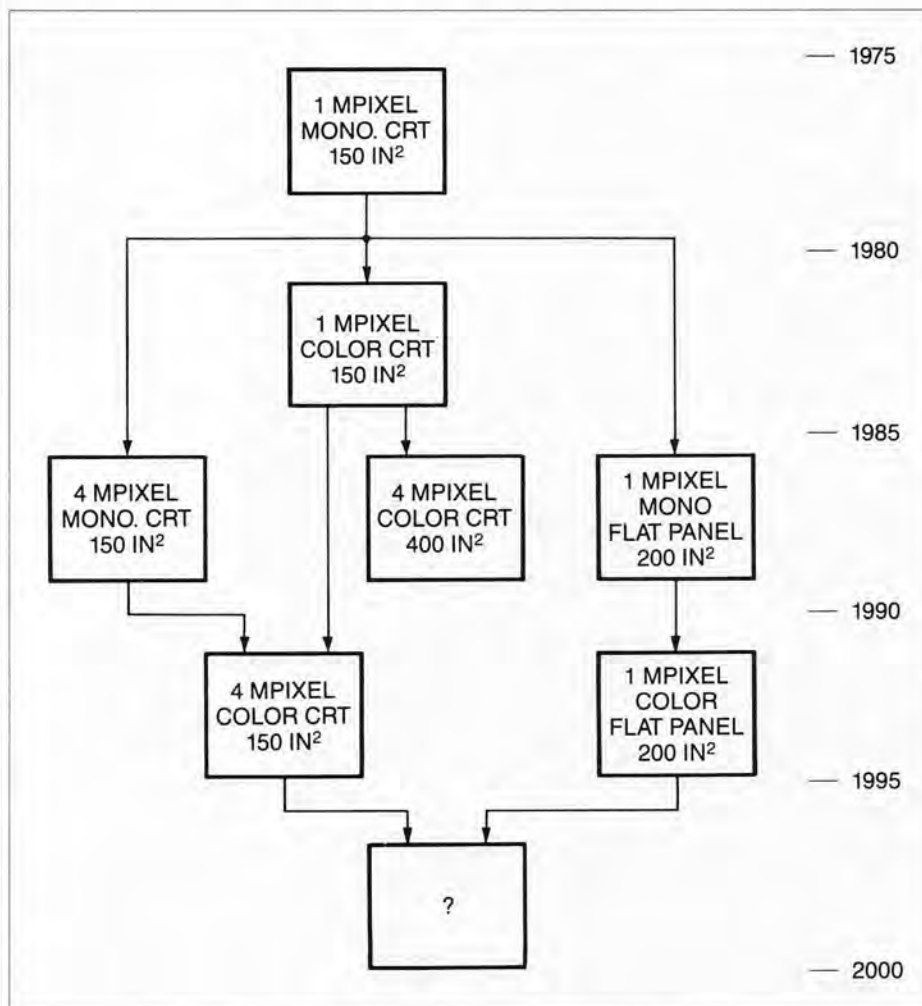 1975
1 MPIXEL
MONO. CRT
150 IN²
1980
1 MPIXEL
COLOR CRT
150 IN²
1985
4 MPIXEL
MONO. CRT
150 IN²
4 MPIXEL
COLOR CRT
400 IN²
1 MPIXEL
MONO
FLAT PANEL
200 IN²
1990
4 MPIXEL
COLOR CRT
150 IN²
1 MPIXEL
COLOR
FLAT PANEL
200 IN²
1995
?
2000